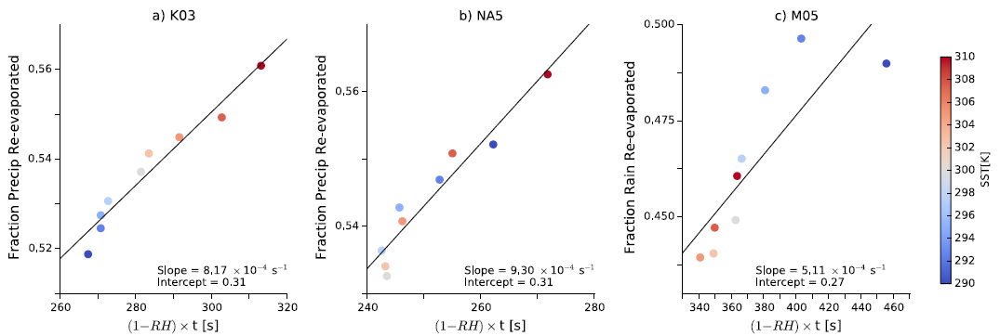 a) K03
Fraction Precip Re-evaporated
0,56
0,54
0,52
Slope = 8,17 ×10⁻⁴ s⁻¹
Intercept = 0.31
260 280 300 320
(1−RH) × t [s]
b) NA5
Fraction Precip Re-evaporated
0,56
0,54
Slope = 9,30 ×10⁻⁴ s⁻¹
Intercept = 0.31
240 260 280
(1−RH) × t [s]
c) M05
Fraction Rain Re-evaporated
0.500
0.475
0.450
Slope = 5,11 ×10⁻⁴ s⁻¹
Intercept = 0.27
340 360 380 400 420 440 460
(1−RH) × t [s]
310
308
306
304
302
300
298
296
294
292
290
SST[K]